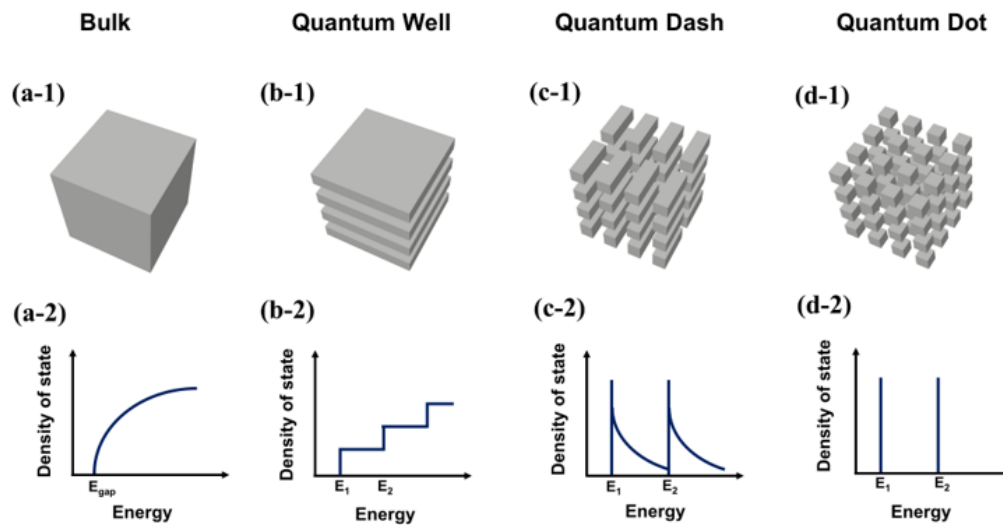 Bulk
Quantum Well
Quantum Dash
Quantum Dot
(a-1)
(b-1)
(c-1)
(d-1)
(a-2)
(b-2)
(c-2)
(d-2)
Density of state
E_gap
Energy
Density of state
E₁ E₂
Energy
Density of state
E₁ E₂
Energy
Density of state
E₁ E₂
Energy